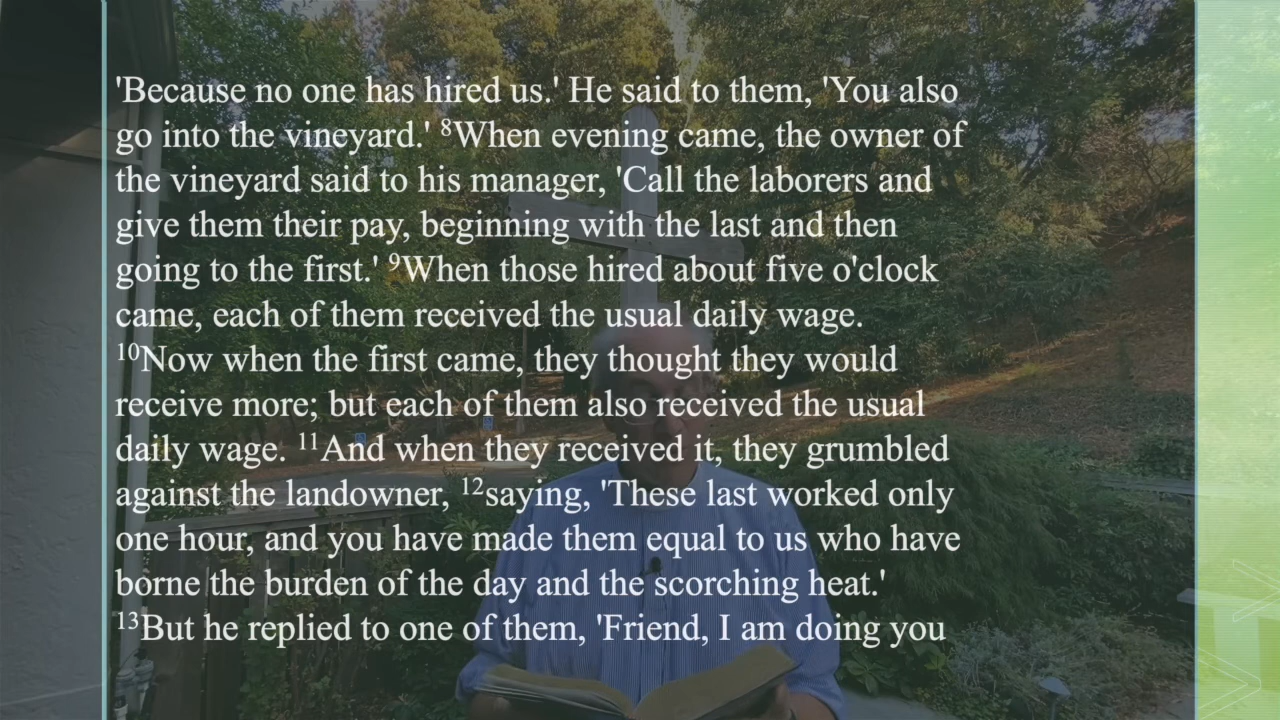 'Because no one has hired us.' He said to them, 'You also
go into the vineyard.' ⁸When evening came, the owner of
the vineyard said to his manager, 'Call the laborers and
give them their pay, beginning with the last and then
going to the first.' ⁹When those hired about five o'clock
came, each of them received the usual daily wage.
¹⁰Now when the first came, they thought they would
receive more; but each of them also received the usual
daily wage. ¹¹And when they received it, they grumbled
against the landowner, ¹²saying, 'These last worked only
one hour, and you have made them equal to us who have
borne the burden of the day and the scorching heat.'
¹³But he replied to one of them, 'Friend, I am doing you